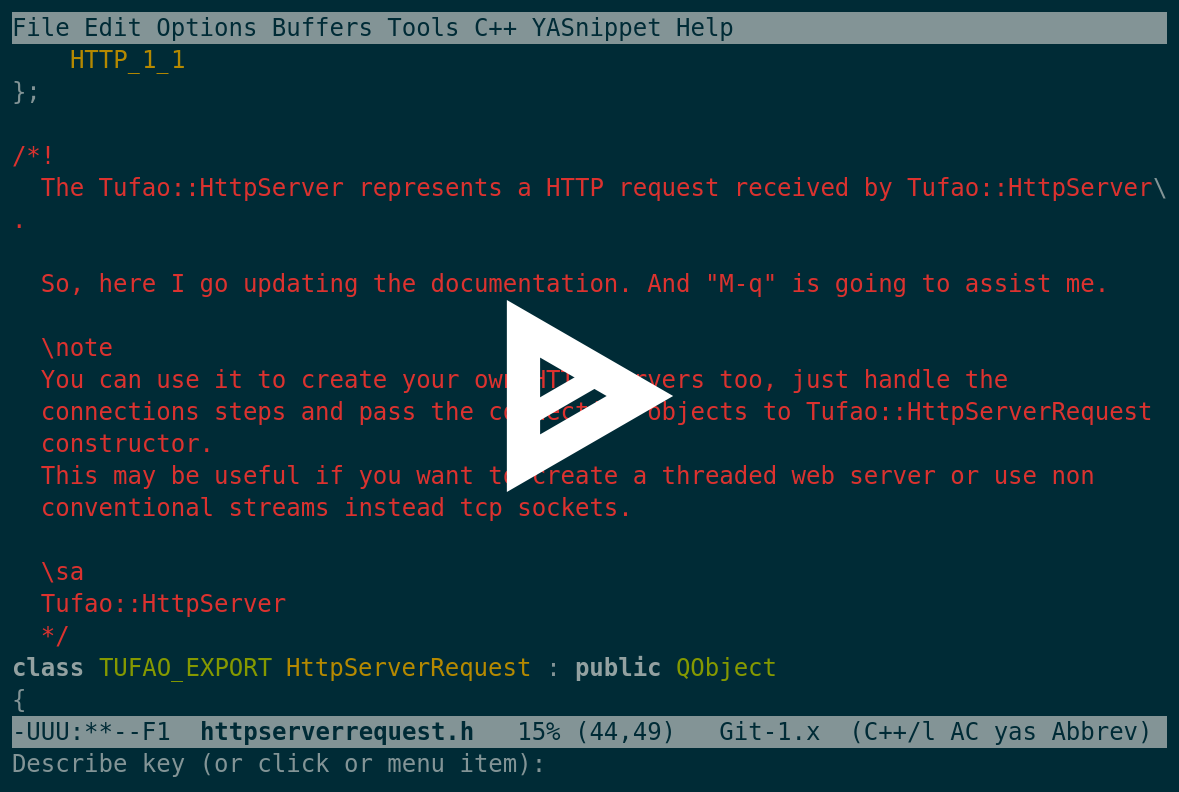 File Edit Options Buffers Tools C++ YASnippet Help
HTTP_1_1
};
/*!
The Tufao::HttpServer represents a HTTP request received by Tufao::HttpServer\
.
So, here I go updating the documentation. And "M-q" is going to assist me.
\note
You can use it to create your own too, just handle the
connections steps and pass the objects to Tufao::HttpServerRequest
constructor.
This may be useful if you want to create a threaded web server or use non
conventional streams instead tcp sockets.
\sa
Tufao::HttpServer
*/
class TUFAO_EXPORT HttpServerRequest : public QObject
{
-UUU:**--F1 httpserverrequest.h 15% (44,49) Git-1.x (C++/l AC yas Abbrev)
Describe key (or click or menu item):